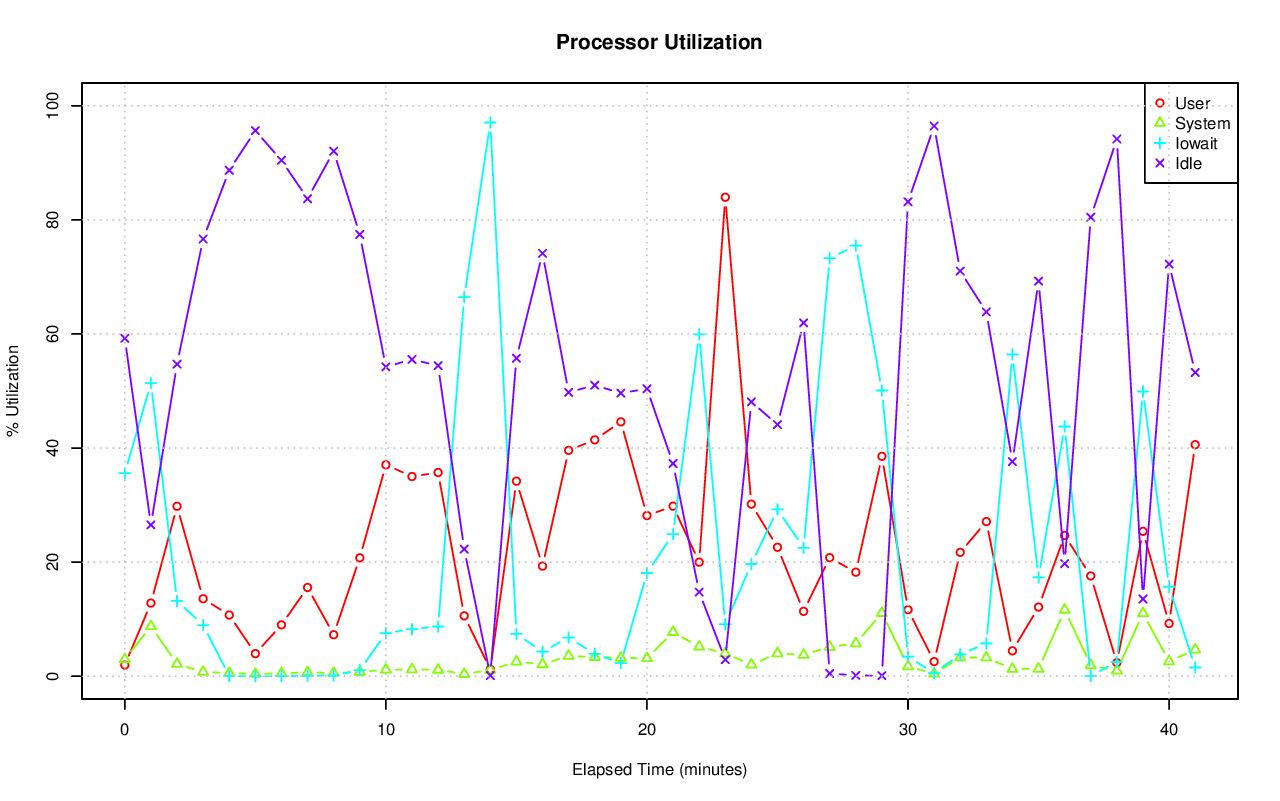 Processor Utilization
% Utilization
100
80
60
40
20
0
User
System
Iowait
Idle
0 10 20 30 40
Elapsed Time (minutes)